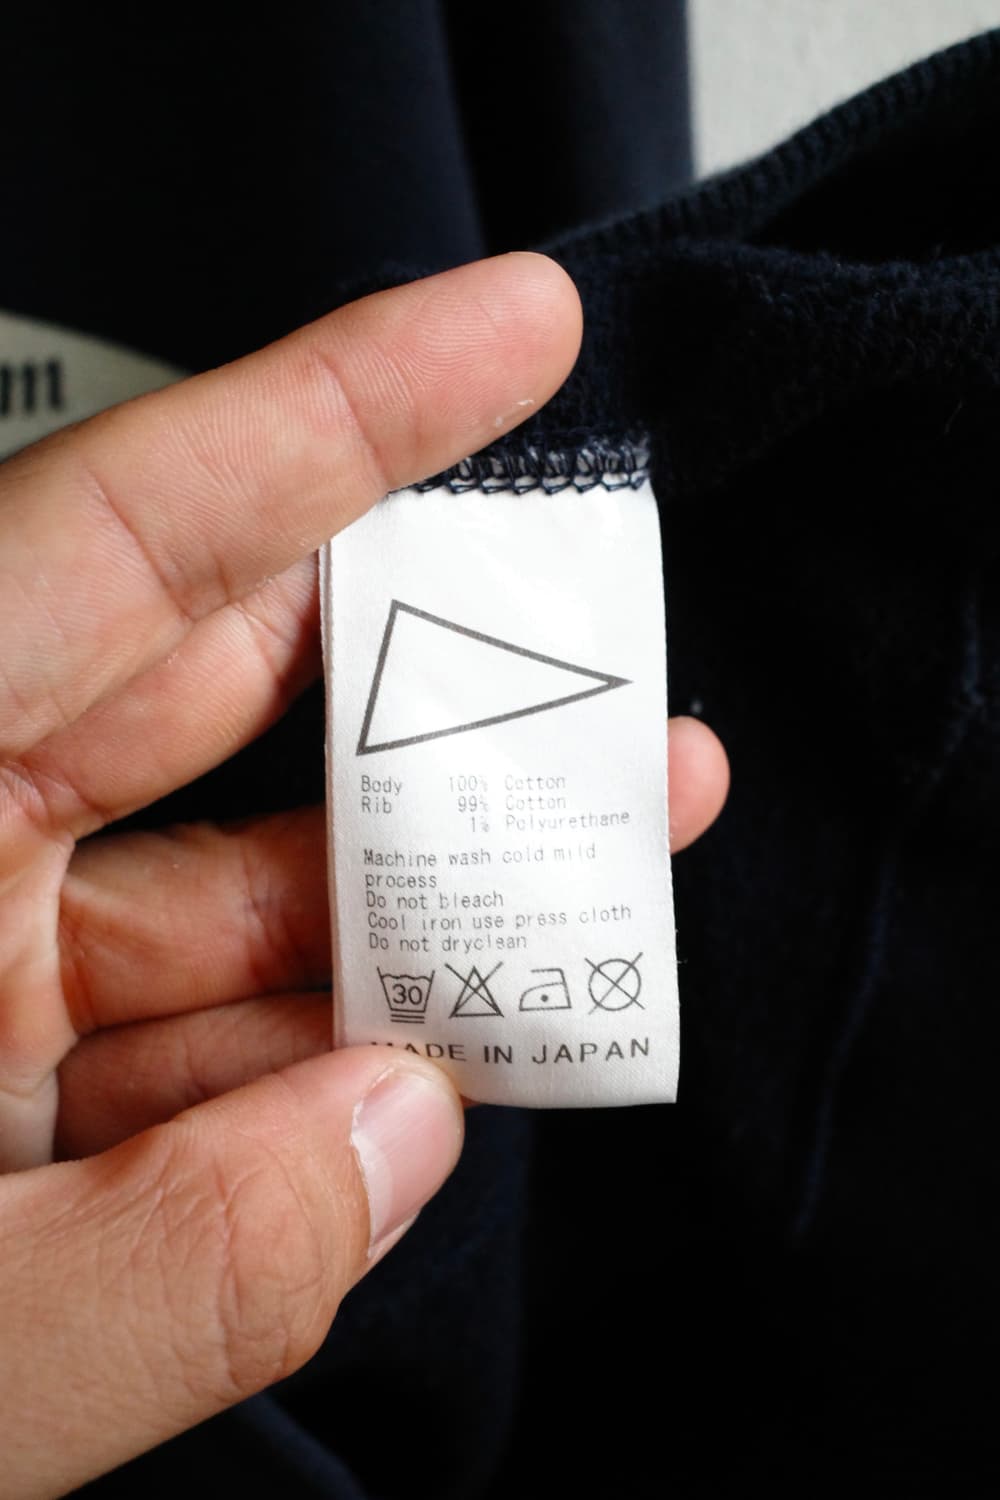 m
Body 100% Cotton
Rib 99% Cotton
1% Polyurethane
Machine wash cold mild
process
Do not bleach
Cool iron use press cloth
Do not dryclean
30
MADE IN JAPAN